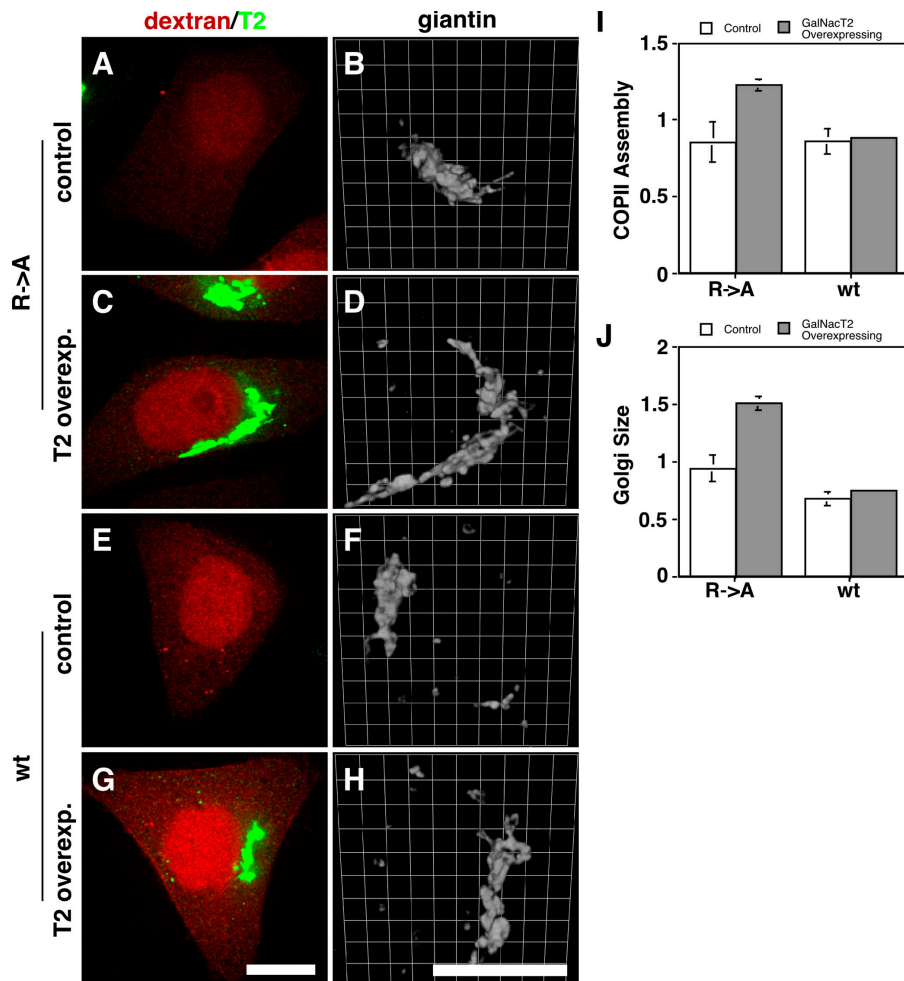 dextran/T2
giantin
A
B
control
C
D
T2 overexp.
R->A
E
F
control
G
H
T2 overexp.
wt
I
Control
GalNacT2
Overexpressing
1.5
1
0.5
0
COPII Assembly
R->A
wt
J
Control
GalNacT2
Overexpressing
2
1.5
1
0.5
0
Golgi Size
R->A
wt